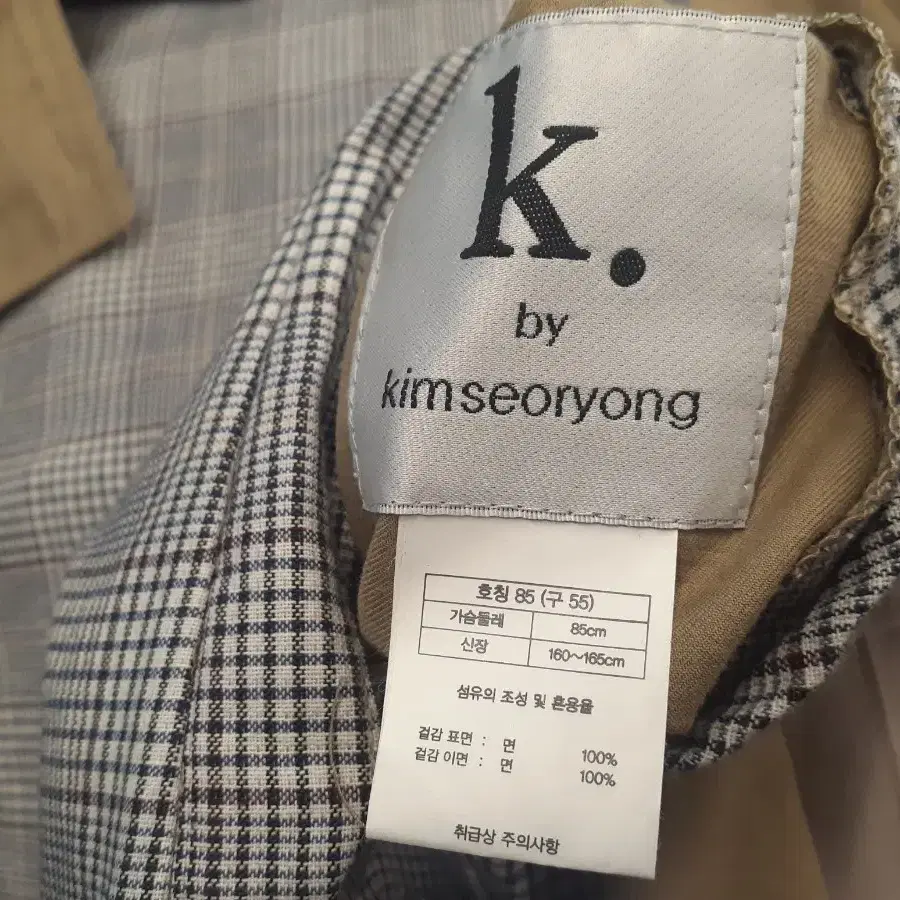 k.
by
kimseoryong
호칭 85 (구 55)
가슴둘레 85cm
신장 160~165cm
섬유의 조성 및 혼용율
겉감 표면 : 면 100%
겉감 이면 : 면 100%
취급상 주의사항